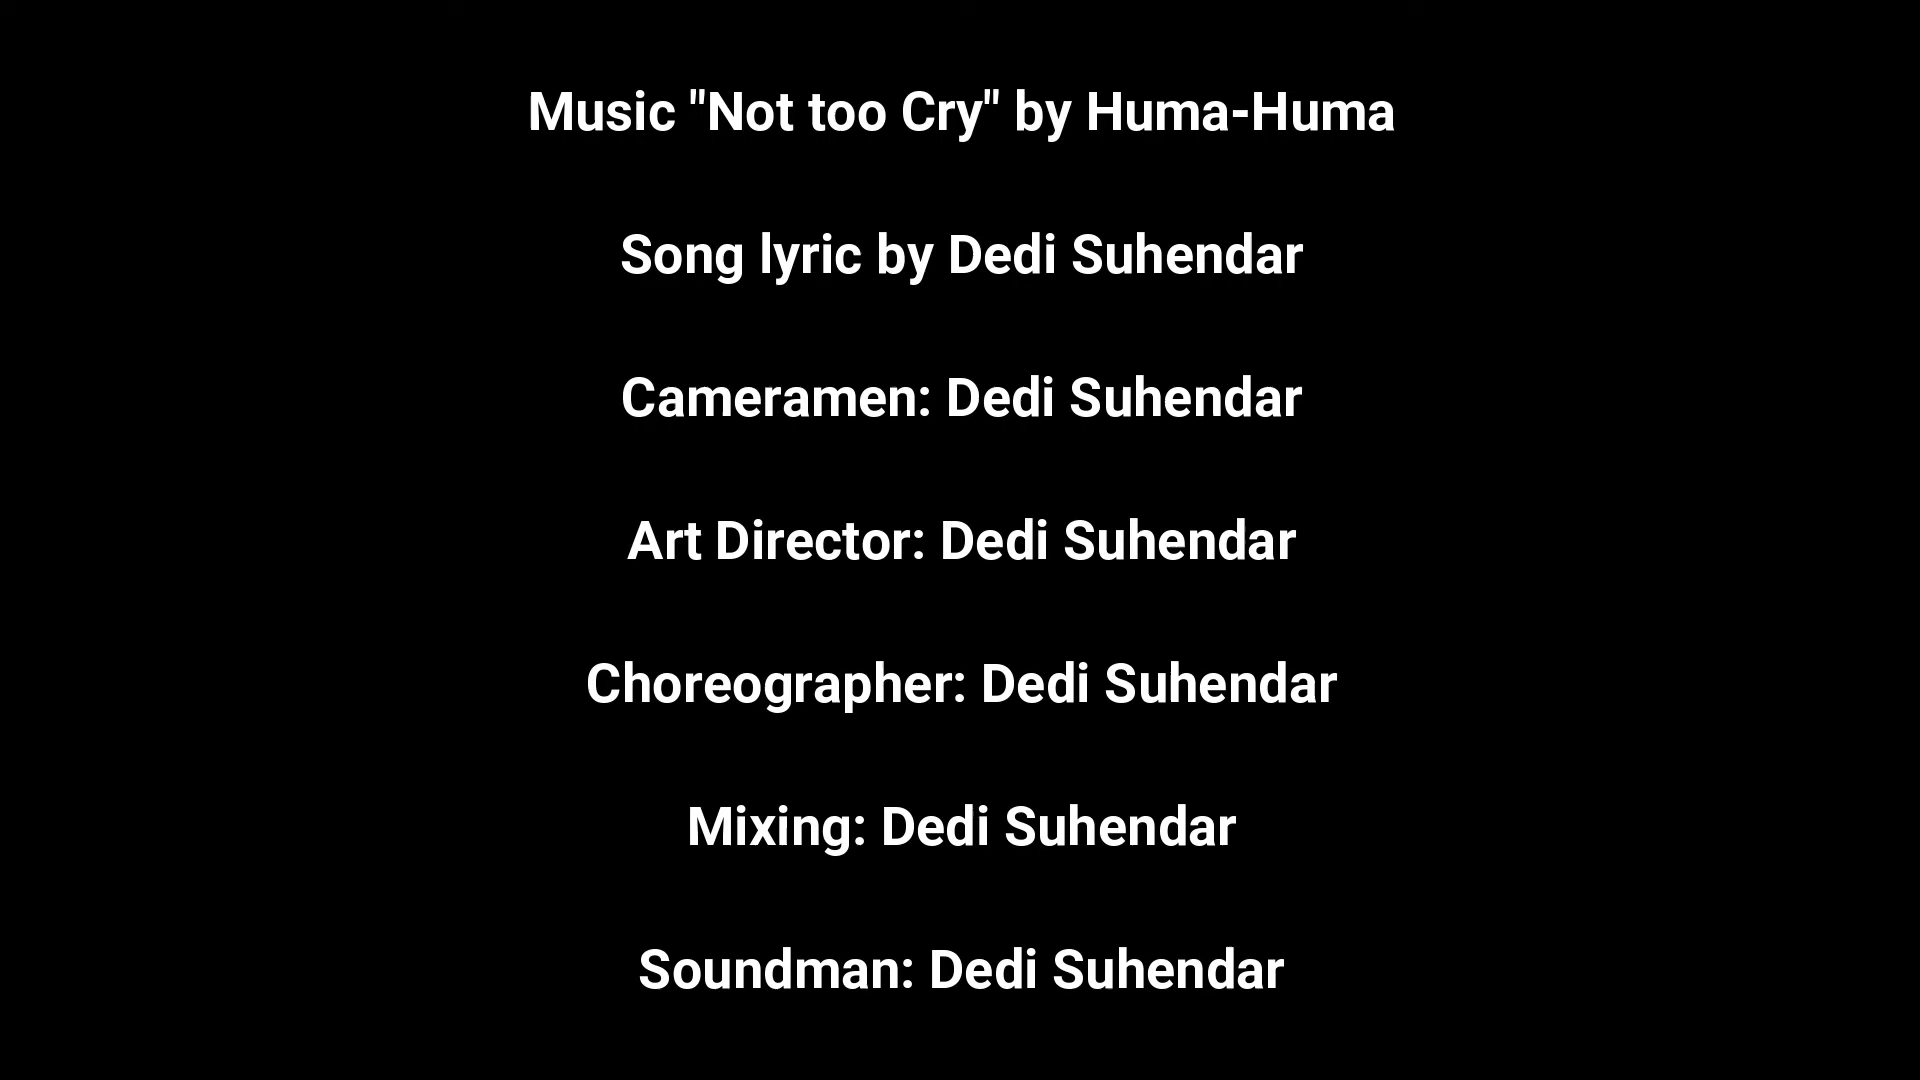 Music "Not too Cry" by Huma-Huma
Song lyric by Dedi Suhendar
Cameramen: Dedi Suhendar
Art Director: Dedi Suhendar
Choreographer: Dedi Suhendar
Mixing: Dedi Suhendar
Soundman: Dedi Suhendar